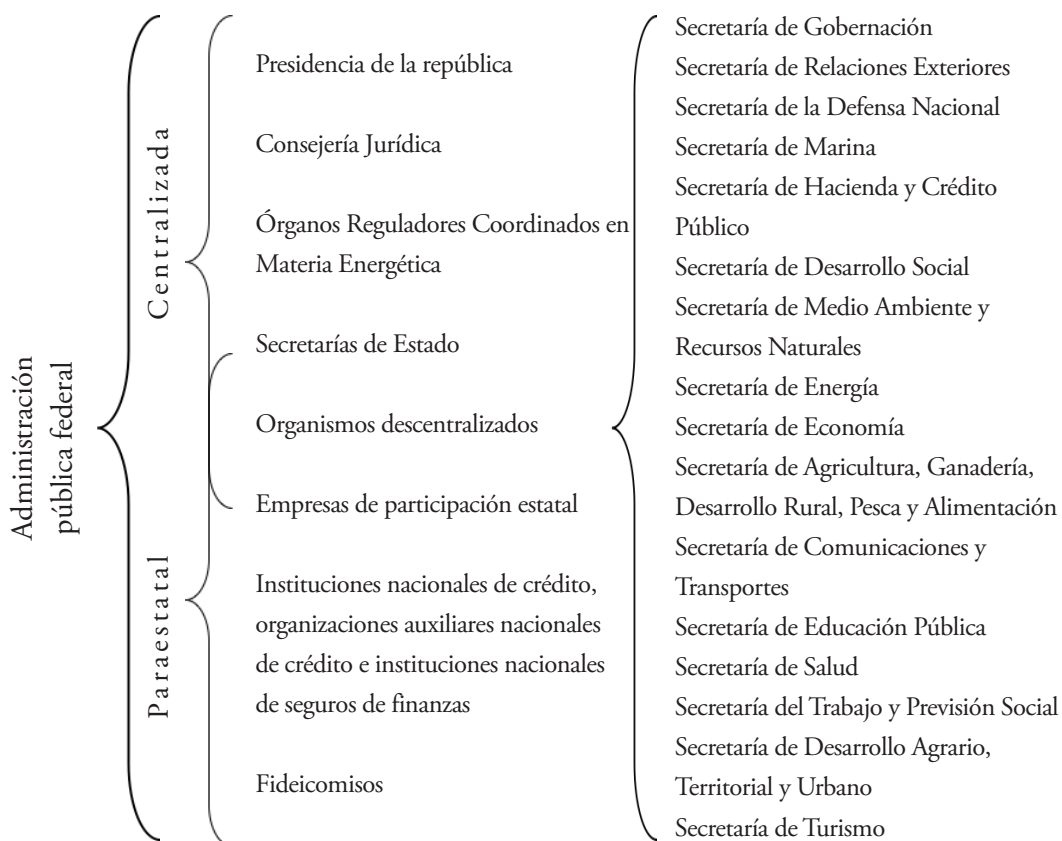 Administración
pública federal
Centralizada
Paraestatal
Presidencia de la república
Consejería Jurídica
Órganos Reguladores Coordinados en
Materia Energética
Secretarías de Estado
Organismos descentralizados
Empresas de participación estatal
Instituciones nacionales de crédito,
organizaciones auxiliares nacionales
de crédito e instituciones nacionales
de seguros de finanzas
Fideicomisos
Secretaría de Gobernación
Secretaría de Relaciones Exteriores
Secretaría de la Defensa Nacional
Secretaría de Marina
Secretaría de Hacienda y Crédito
Público
Secretaría de Desarrollo Social
Secretaría de Medio Ambiente y
Recursos Naturales
Secretaría de Energía
Secretaría de Economía
Secretaría de Agricultura, Ganadería,
Desarrollo Rural, Pesca y Alimentación
Secretaría de Comunicaciones y
Transportes
Secretaría de Educación Pública
Secretaría de Salud
Secretaría del Trabajo y Previsión Social
Secretaría de Desarrollo Agrario,
Territorial y Urbano
Secretaría de Turismo